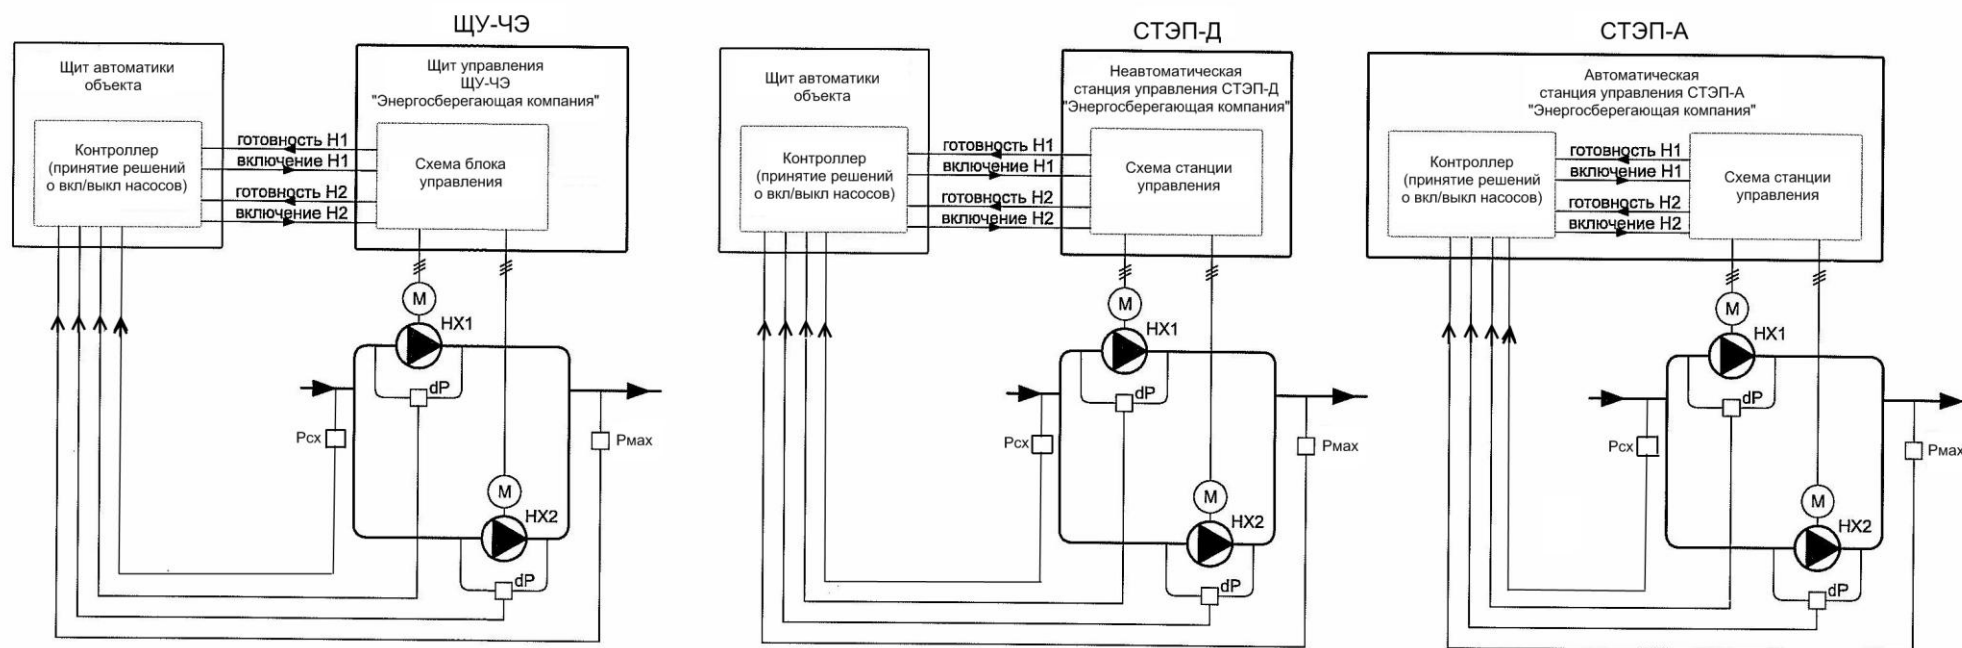 ЩУ-ЧЭ
Щит автоматики
объекта
Щит управления
ЩУ-ЧЭ
"Энергосберегающая компания"
Контроллер
(принятие решений
о вкл/выкл насосов)
готовность Н1
включение Н1
готовность Н2
включение Н2
Схема блока
управления
М
НХ1
dP
Рсх
Рмах
М
НХ2
dP
СТЭП-Д
Щит автоматики
объекта
Неавтоматическая
станция управления СТЭП-Д
"Энергосберегающая компания"
Контроллер
(принятие решений
о вкл/выкл насосов)
готовность Н1
включение Н1
готовность Н2
включение Н2
Схема станции
управления
М
НХ1
dP
Рсх
Рмах
М
НХ2
dP
СТЭП-А
Автоматическая
станция управления СТЭП-А
"Энергосберегающая компания"
Контроллер
(принятие решений
о вкл/выкл насосов)
готовность Н1
включение Н1
готовность Н2
включение Н2
Схема станции
управления
М
НХ1
dP
Рсх
Рмах
М
НХ2
dP